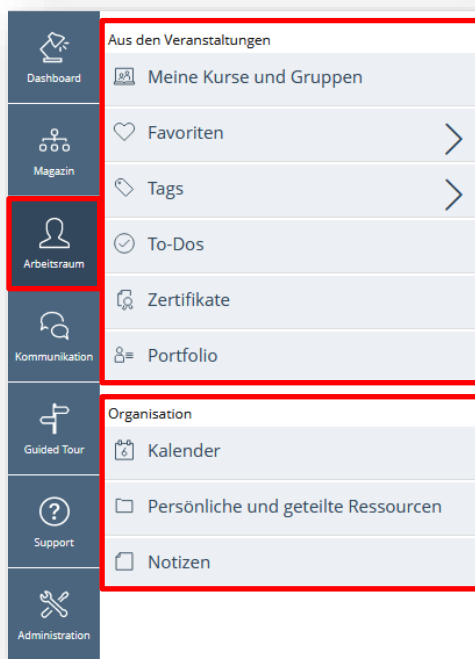 Dashboard
Magazin
Arbeitsraum
Kommunikation
Guided Tour
Support
Administration
Aus den Veranstaltungen
Meine Kurse und Gruppen
Favoriten
Tags
To-Dos
Zertifikate
Portfolio
Organisation
6
Kalender
Persönliche und geteilte Ressourcen
Notizen